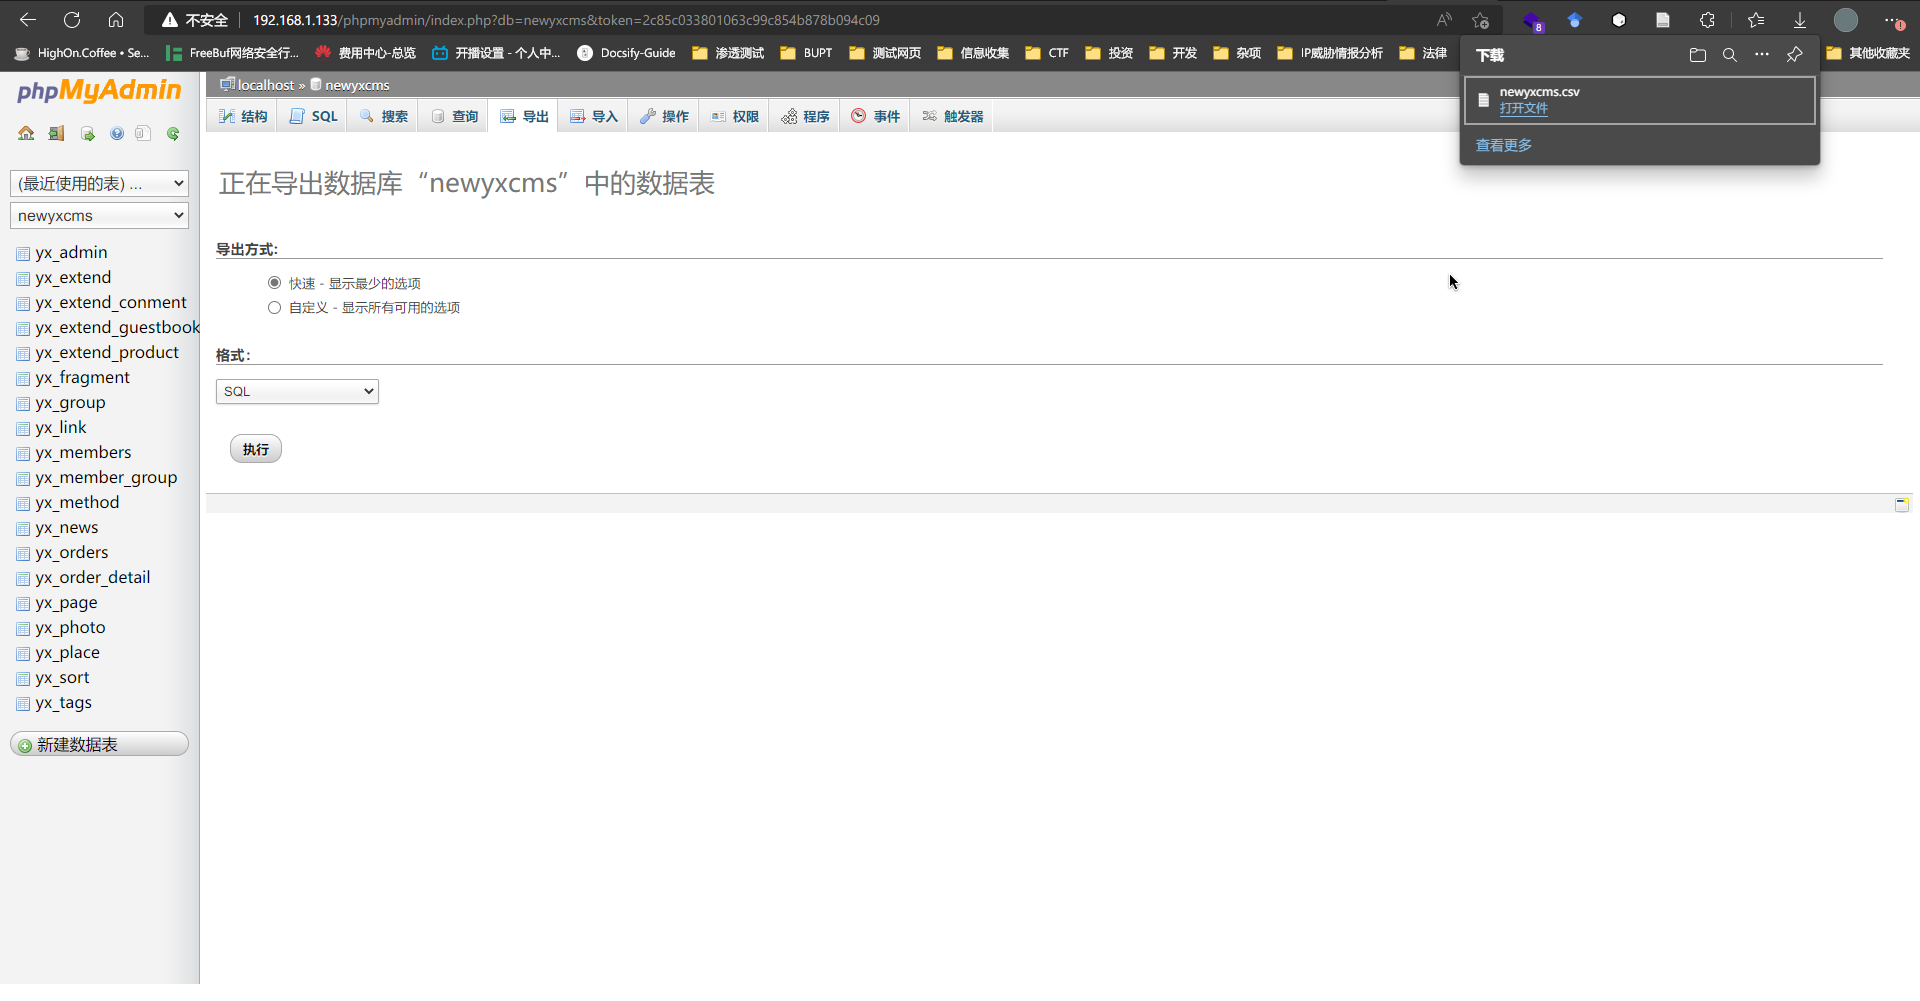 不安全 192.168.1.133/phpmyadmin/index.php?db=newyxcms&token=2c85c033801063c99c854b878b094c09
8
HighOn.Coffee • Se... FreeBuf网络安全行... 费用中心-总览 开播设置 - 个人中... Docsify-Guide 渗透测试 BUPT 测试网页 信息收集 CTF 投资 开发 杂项 IP威胁情报分析 法律 其他收藏夹
下载
newyxcms.csv
打开文件
查看更多
phpMyAdmin
localhost » newyxcms
结构 SQL 搜索 查询 导出 导入 操作 权限 程序 事件 触发器
(最近使用的表) ...
newyxcms
yx_admin
yx_extend
yx_extend_conment
yx_extend_guestbook
yx_extend_product
yx_fragment
yx_group
yx_link
yx_members
yx_member_group
yx_method
yx_news
yx_orders
yx_order_detail
yx_page
yx_photo
yx_place
yx_sort
yx_tags
新建数据表
正在导出数据库“newyxcms”中的数据表
导出方式:
快速 - 显示最少的选项
自定义 - 显示所有可用的选项
格式:
SQL
执行